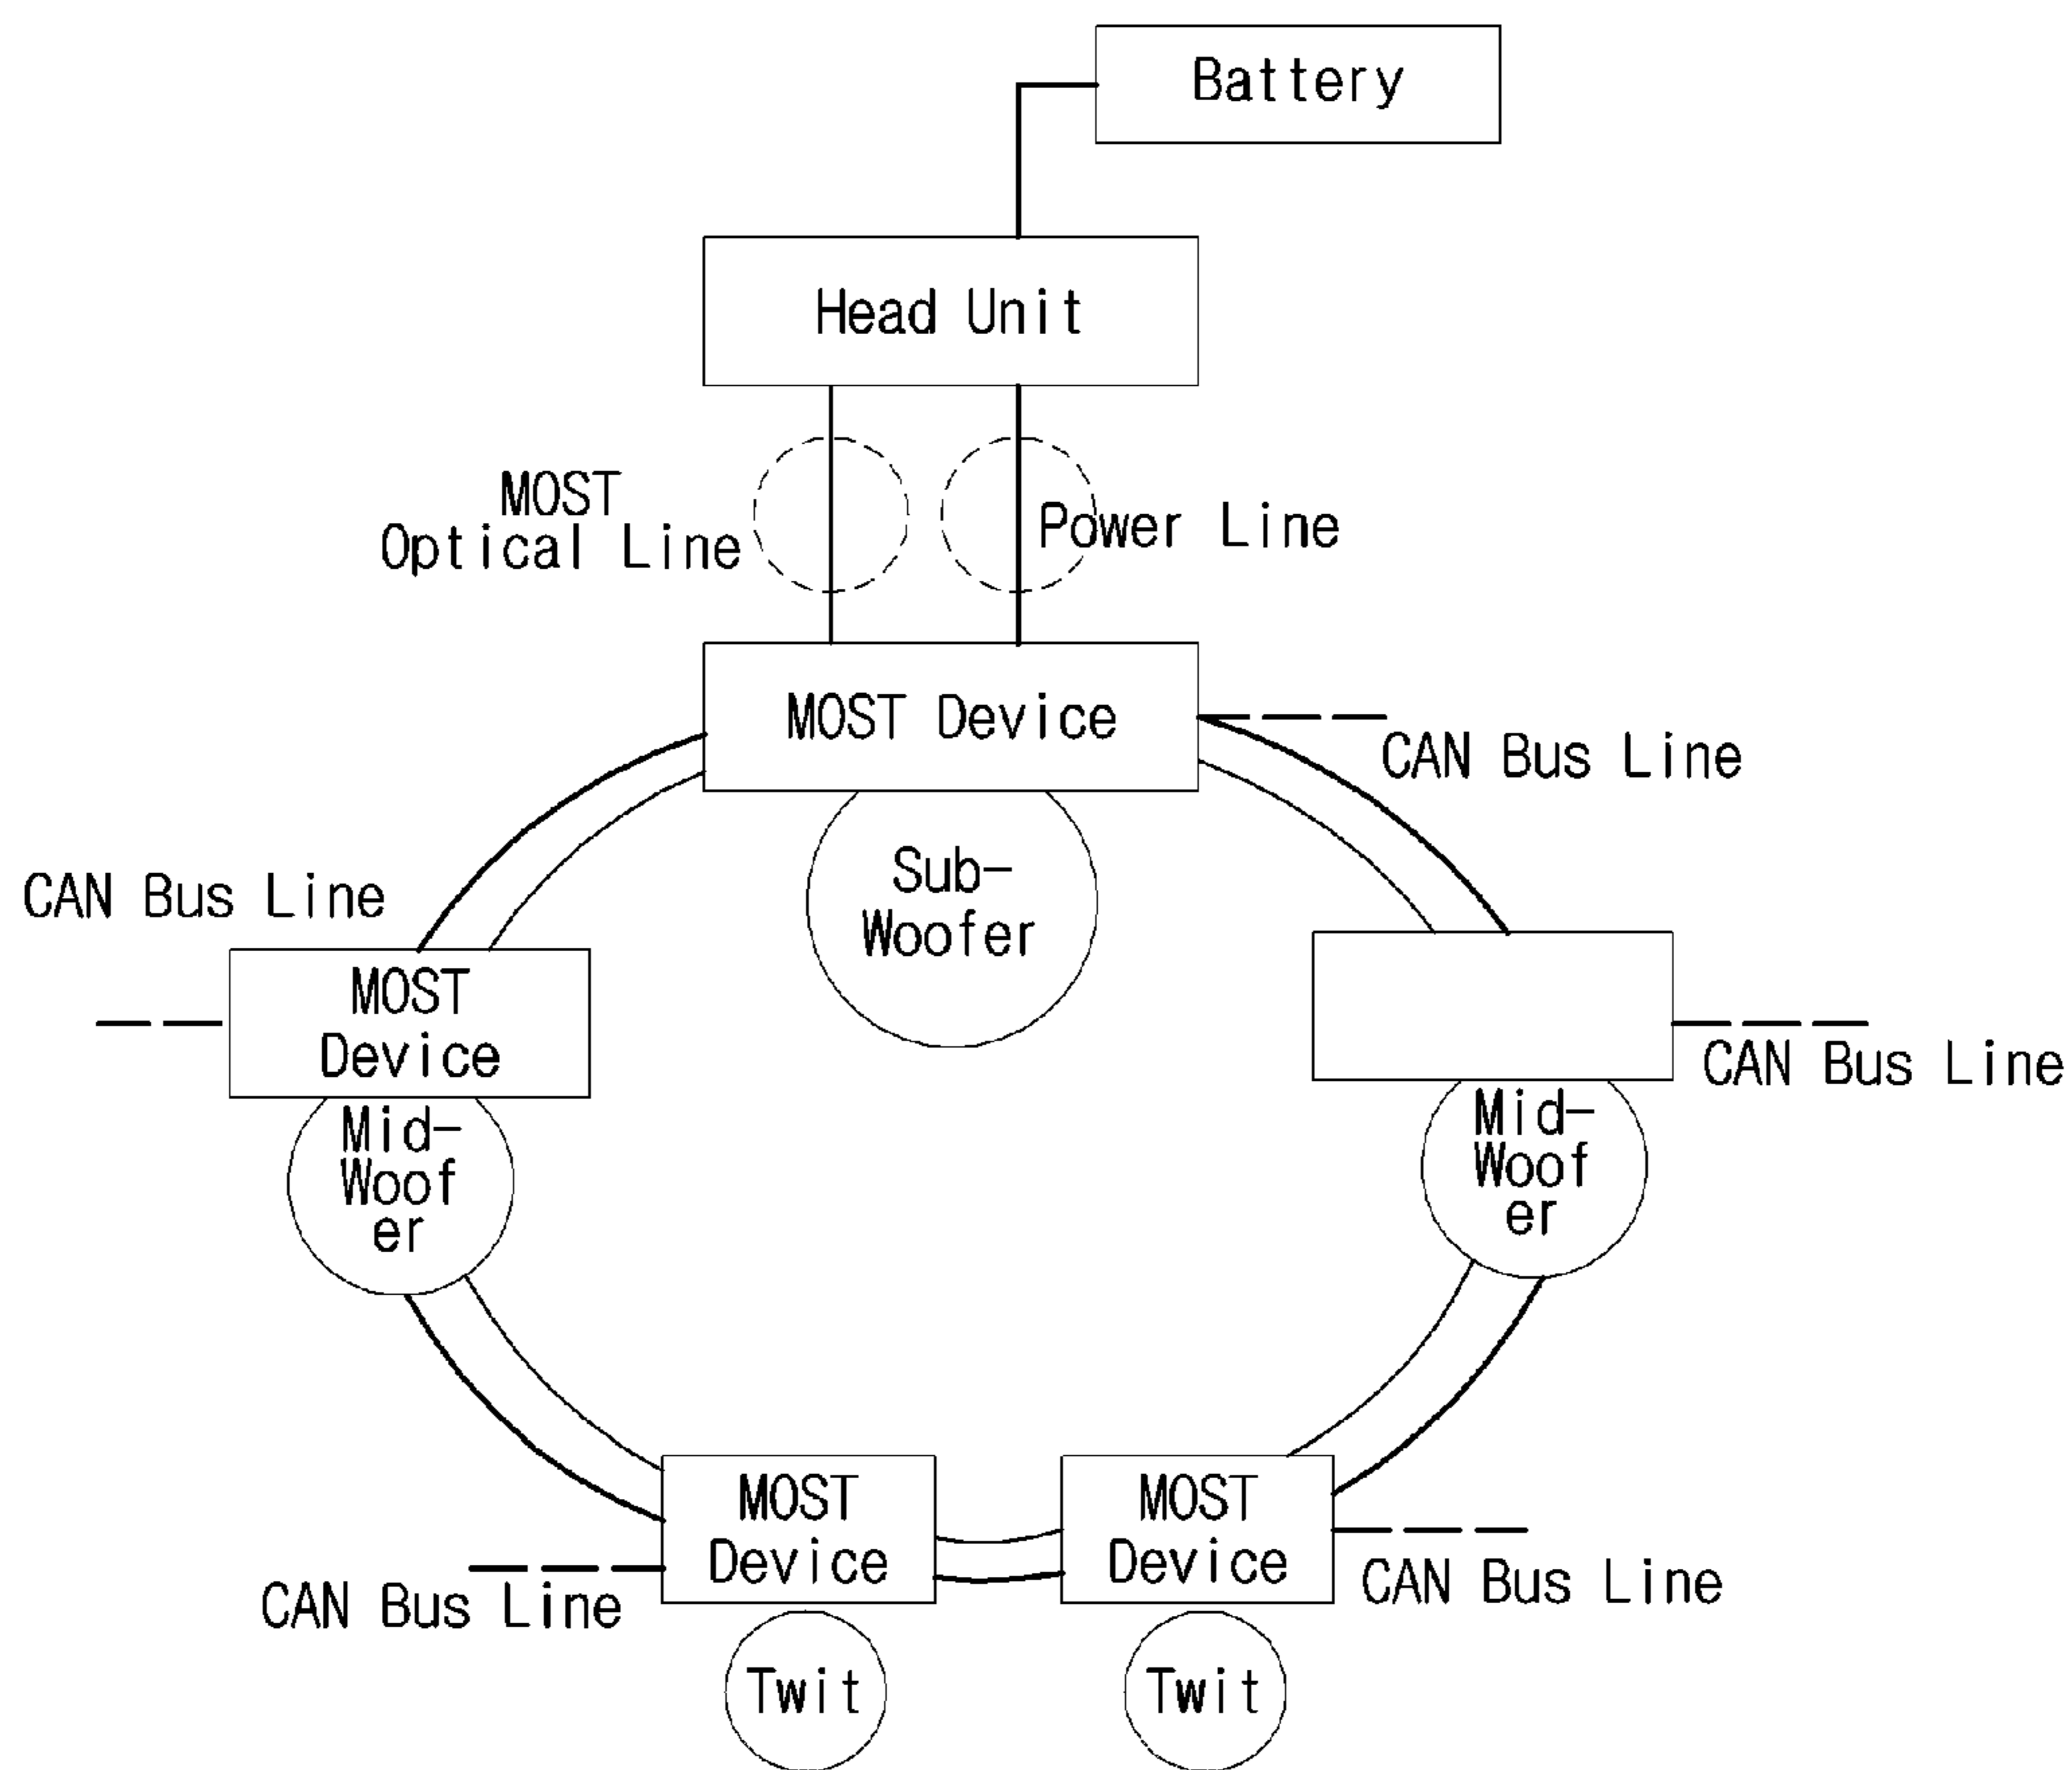 Battery
Head Unit
MOST
Optical Line
Power Line
MOST Device
CAN Bus Line
Sub-
Woofer
CAN Bus Line
MOST
Device
CAN Bus Line
Mid-
Woof
er
Mid-
Woof
er
MOST
Device
MOST
Device
CAN Bus Line
CAN Bus Line
Twit
Twit